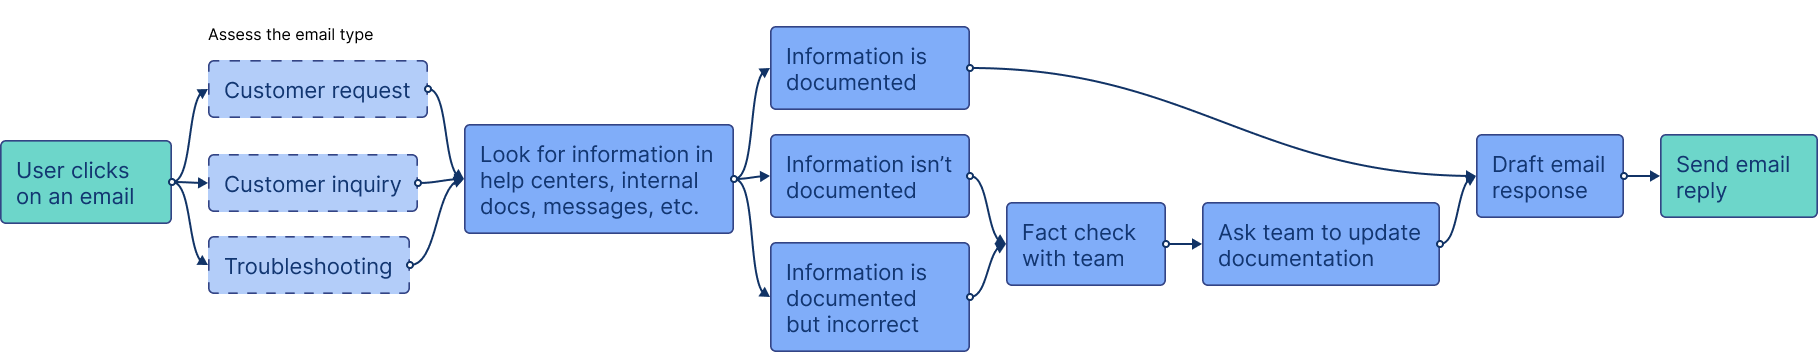 User clicks
on an email
Assess the email type
Customer request
Customer inquiry
Troubleshooting
Look for information in
help centers, internal
docs, messages, etc.
Information is
documented
Information isn’t
documented
Information is
documented
but incorrect
Fact check
with team
Ask team to update
documentation
Draft email
response
Send email
reply